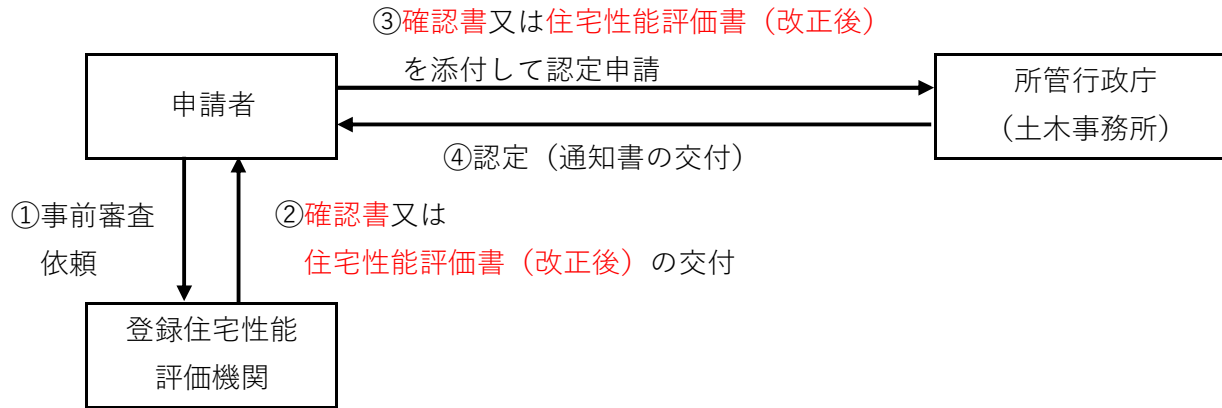 ③確認書又は住宅性能評価書（改正後）
を添付して認定申請
申請者
所管行政庁
（土木事務所）
④認定（通知書の交付）
①事前審査
依頼
②確認書又は
住宅性能評価書（改正後）の交付
登録住宅性能
評価機関